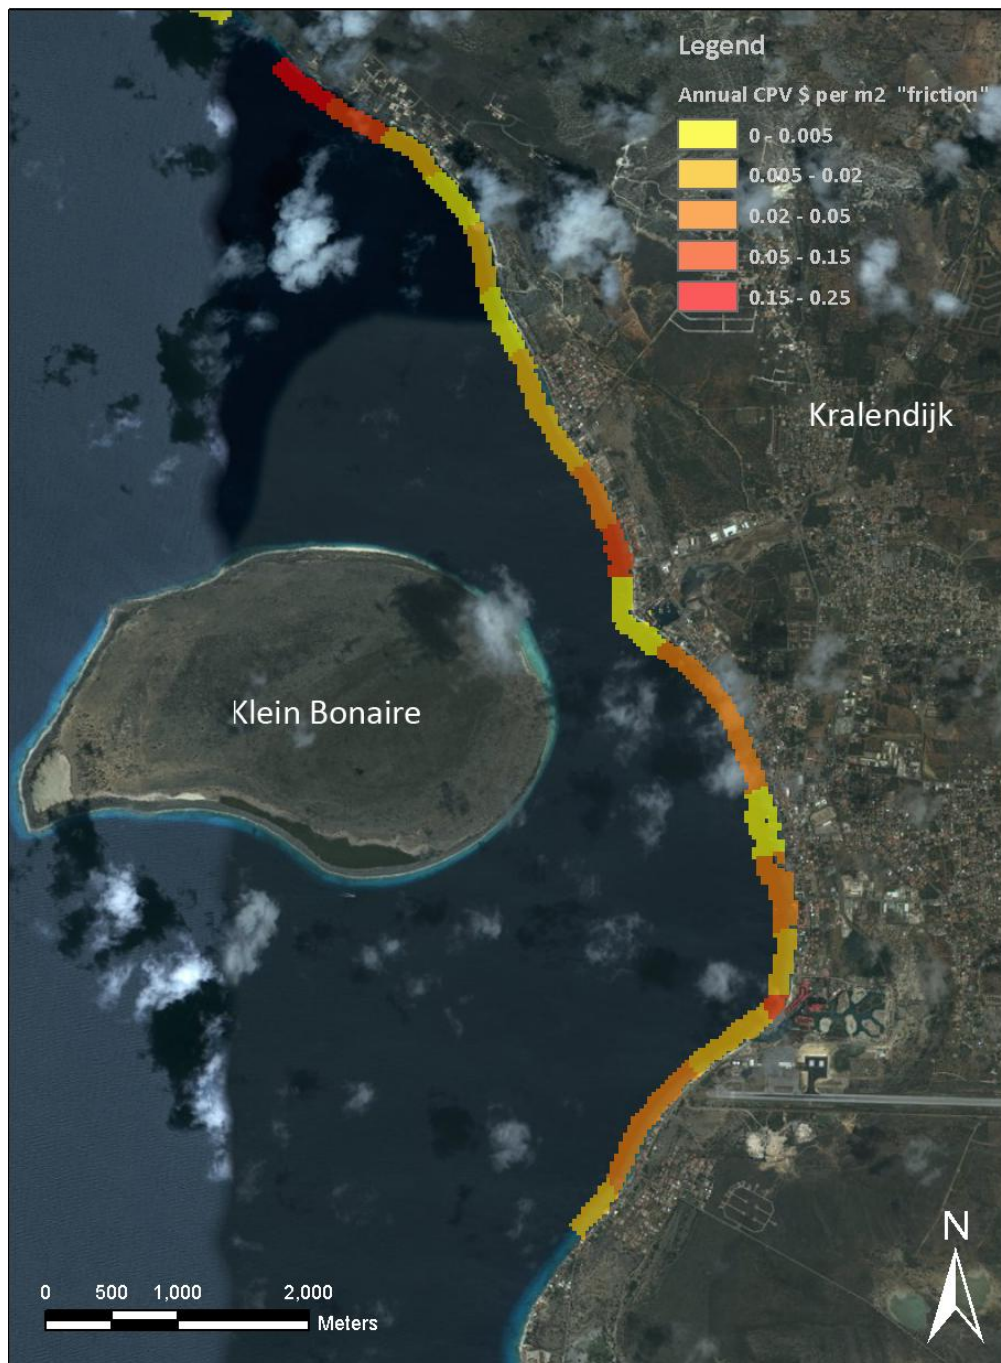 Legend
Annual CPV $ per m2 "friction"
0 - 0.005
0.005 - 0.02
0.02 - 0.05
0.05 - 0.15
0.15 - 0.25
Kralendijk
Klein Bonaire
N
0 500 1,000 2,000
Meters